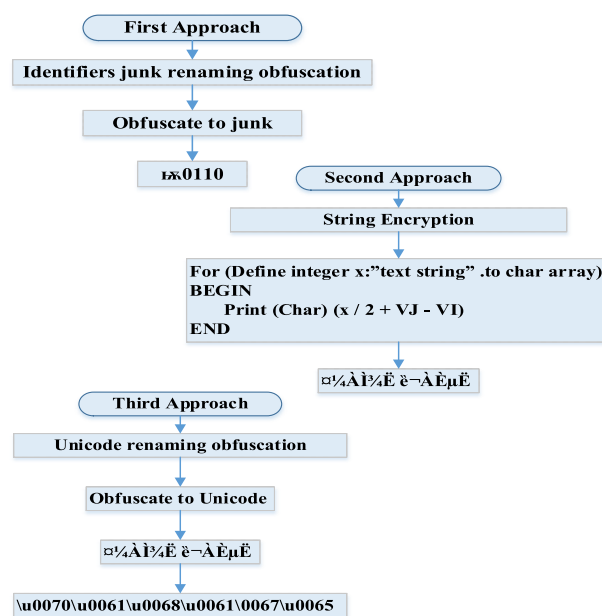 First Approach
Identifiers junk renaming obfuscation
Obfuscate to junk
ѭѫ0110
Second Approach
String Encryption
For (Define integer x:”text string” .to char array)
BEGIN
Print (Char) (x / 2 + VJ - VI)
END
¤¼ÀÌ¾Ë è¬ÀÈµË
Third Approach
Unicode renaming obfuscation
Obfuscate to Unicode
¤¼ÀÌ¾Ë è¬ÀÈµË
\u0070\u0061\u0068\u0061\0067\u0065